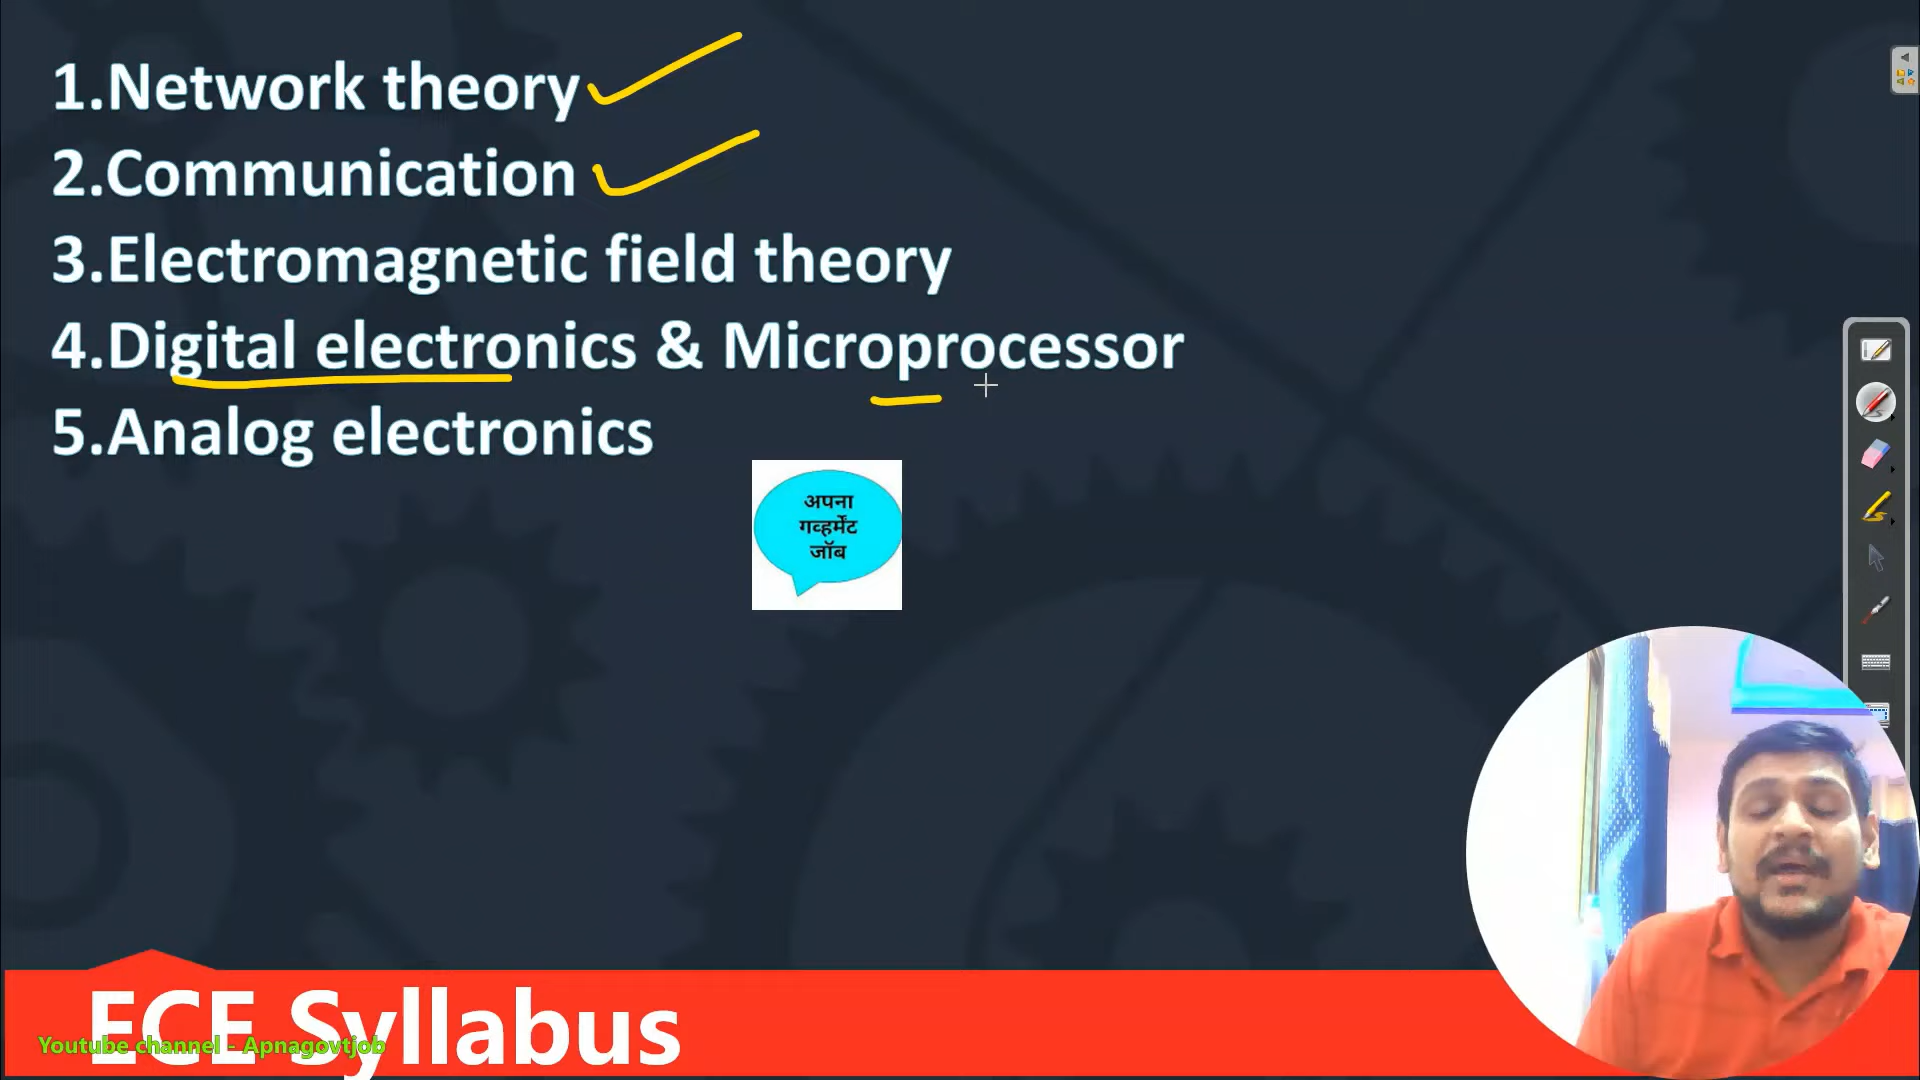 1.Network theory
2.Communication
3.Electromagnetic field theory
4.Digital electronics & Microprocessor
5.Analog electronics
अपना
गव्हर्मेंट
जॉब
ECE Syllabus
Youtube channel - Apnagovtjob